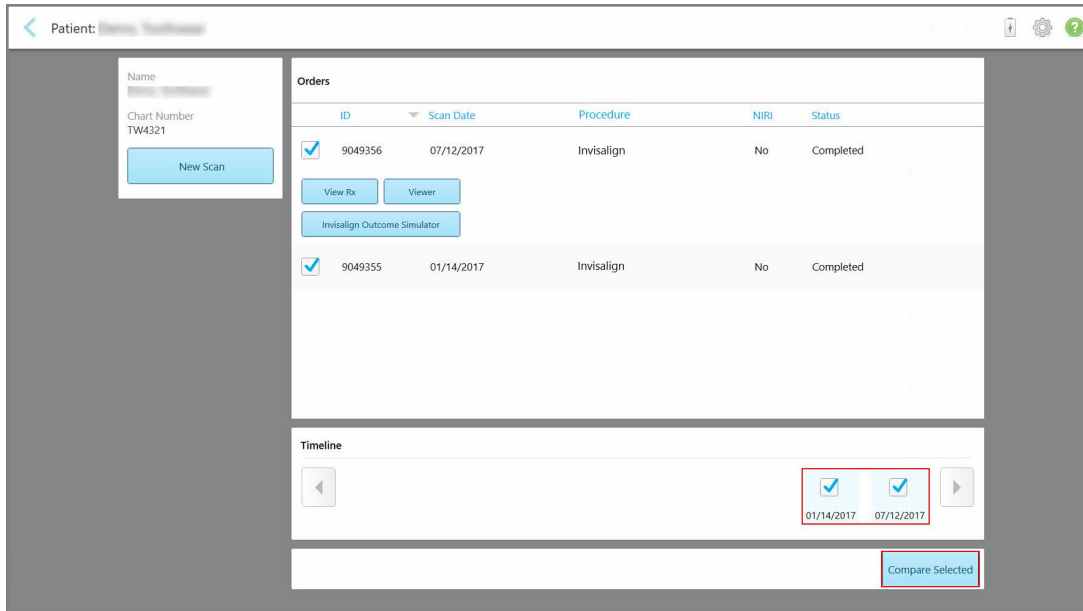 Patient:
?
Name
Chart Number
TW4321
New Scan
Orders
ID Scan Date Procedure NIRI Status
9049356 07/12/2017 Invisalign No Completed
View Rx Viewer
Invisalign Outcome Simulator
9049355 01/14/2017 Invisalign No Completed
Timeline
01/14/2017 07/12/2017
Compare Selected